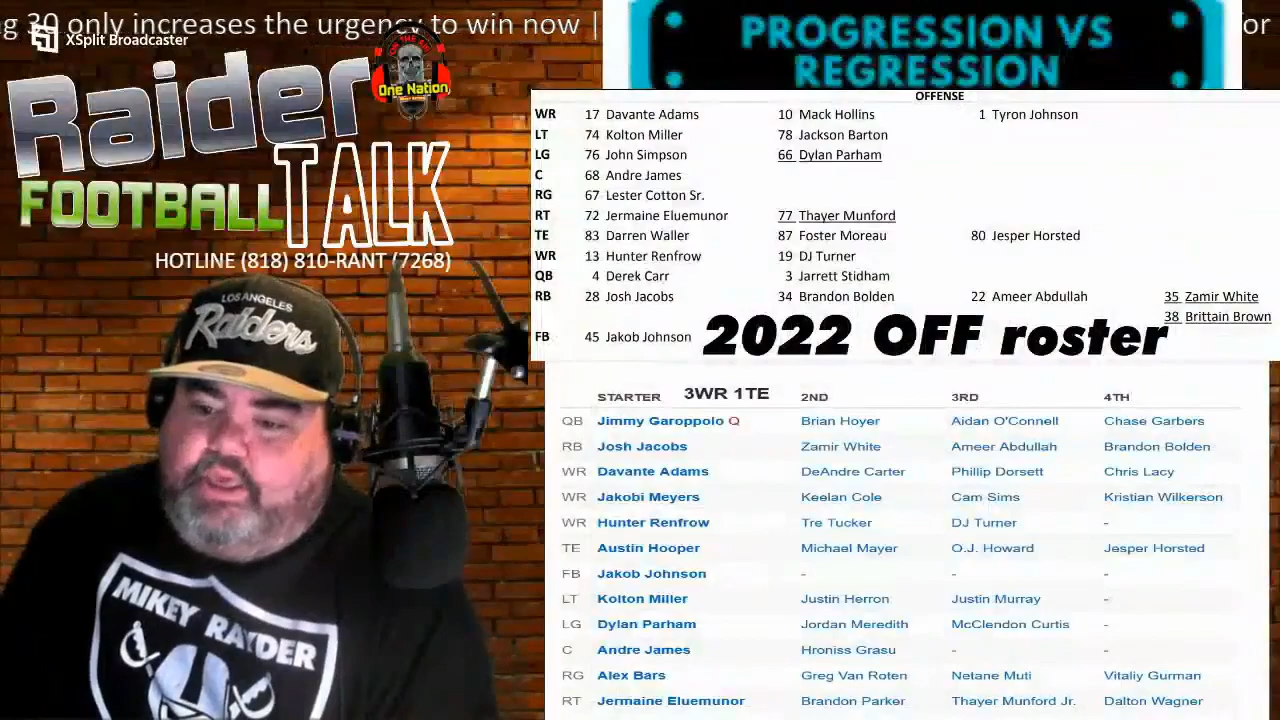 g 30 only increases the urgency to win now |
or
XSplit Broadcaster
PROGRESSION VS
REGRESSION
Raider
One Nation
FOOTBALL
TALK
HOTLINE (818) 810-RANT (7268)
OFFENSE
WR 17 Davante Adams 10 Mack Hollins 1 Tyron Johnson
LT 74 Kolton Miller 78 Jackson Barton
LG 76 John Simpson 66 Dylan Parham
C 68 Andre James
RG 67 Lester Cotton Sr.
RT 72 Jermaine Eluemunor 77 Thayer Munford
TE 83 Darren Waller 87 Foster Moreau 80 Jesper Horsted
WR 13 Hunter Renfrow 19 DJ Turner
QB 4 Derek Carr 3 Jarrett Stidham
RB 28 Josh Jacobs 34 Brandon Bolden 22 Ameer Abdullah 35 Zamir White
38 Brittain Brown
FB 45 Jakob Johnson
2022 OFF roster
STARTER 3WR 1TE 2ND 3RD 4TH
QB Jimmy Garoppolo Q Brian Hoyer Aidan O'Connell Chase Garbers
RB Josh Jacobs Zamir White Ameer Abdullah Brandon Bolden
WR Davante Adams DeAndre Carter Phillip Dorsett Chris Lacy
WR Jakobi Meyers Keelan Cole Cam Sims Kristian Wilkerson
WR Hunter Renfrow Tre Tucker DJ Turner -
TE Austin Hooper Michael Mayer O.J. Howard Jesper Horsted
FB Jakob Johnson - - -
LT Kolton Miller Justin Herron Justin Murray -
LG Dylan Parham Jordan Meredith McClendon Curtis -
C Andre James Hroniss Grasu - -
RG Alex Bars Greg Van Roten Netane Muti Vitaliy Gurman
RT Jermaine Eluemunor Brandon Parker Thayer Munford Jr. Dalton Wagner
LOS ANGELES
Raiders
MIKEY RAYDER